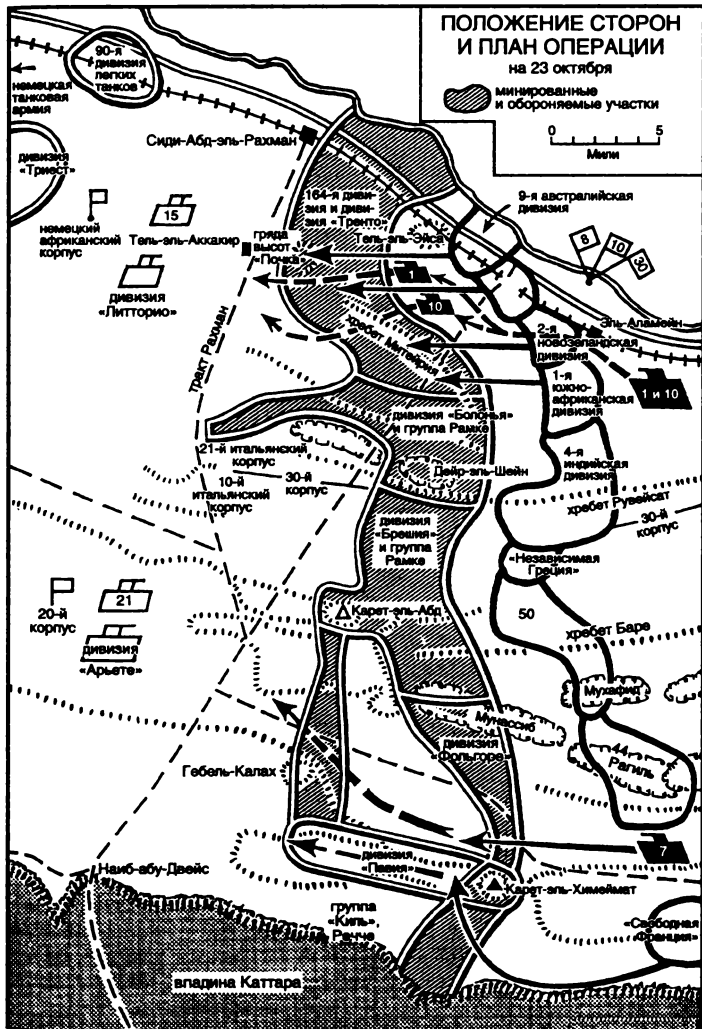 ПОЛОЖЕНИЕ СТОРОН
И ПЛАН ОПЕРАЦИИ
на 23 октября
минированные
и обороняемые участки
0 5
Мили
90-я
дивизия
легких
танков
немецкая
танковая
армия
Сиди-Абд-эль-Рахман
дивизия
«Триест»
немецкий
африканский
корпус
15
Тель-эль-Аккакир
дивизия
«Литторио»
164-я диви-
зия и диви-
зия «Тренто»
гряда
высот
«Почка»
Тель-эль-Эйса
9-я австралийская
дивизия
8
10
30
1
10
Эль-Аламейн
2-я
новозеландская
дивизия
1 и 10
1-я
южно-
африканская
дивизия
хребет Митейрия
тракт Рахман
дивизия «Болонья»
и группа Рамке
21-й итальянский
корпус
10-й
итальянский
корпус
30-й корпус
Дейр-эль-Шейн
4-я
индийская
дивизия
хребет Рувейсат
30-й
корпус
дивизия
«Брешия»
и группа
Рамке
«Независимая
Греция»
20-й
корпус
21
дивизия
«Арьете»
Карет-эль-Абд
50
хребет Баре
Мухафид
Мунассиб
дивизия
«Фольгоре»
44
Рагиль
Гебель-Калах
7
Наиб-абу-Двейс
дивизия
«Павия»
Карет-эль-Химеймат
группа
«Киль»,
Рачче
«Свободная
Франция»
впадина Каттара